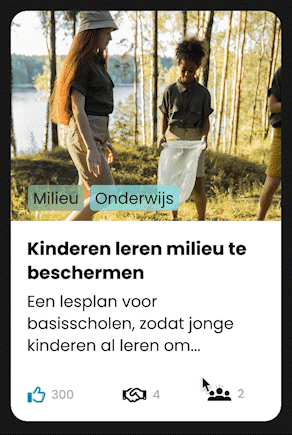 Milieu Onderwijs
Kinderen leren milieu te
beschermen
Een lesplan voor
basisscholen, zodat jonge
kinderen al leren om...
300 4 2